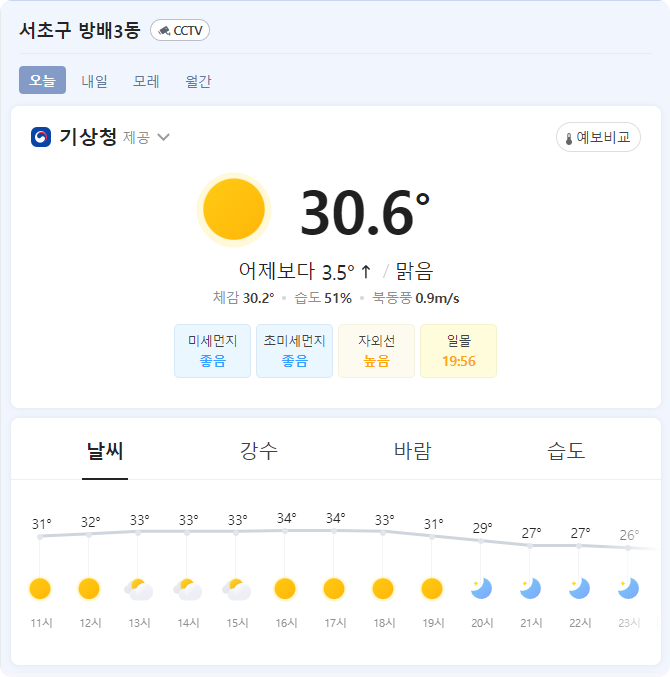 서초구 방배3동 CCTV
오늘 내일 모레 월간
기상청 제공 예보비교
30.6°
어제보다 3.5° ↑ / 맑음
체감 30.2° • 습도 51% • 북동풍 0.9m/s
미세먼지 초미세먼지 자외선 일몰
좋음 좋음 높음 19:56
날씨 강수 바람 습도
31° 32° 33° 33° 33° 34° 34° 33° 31° 29° 27° 27° 26°
11시 12시 13시 14시 15시 16시 17시 18시 19시 20시 21시 22시 23시